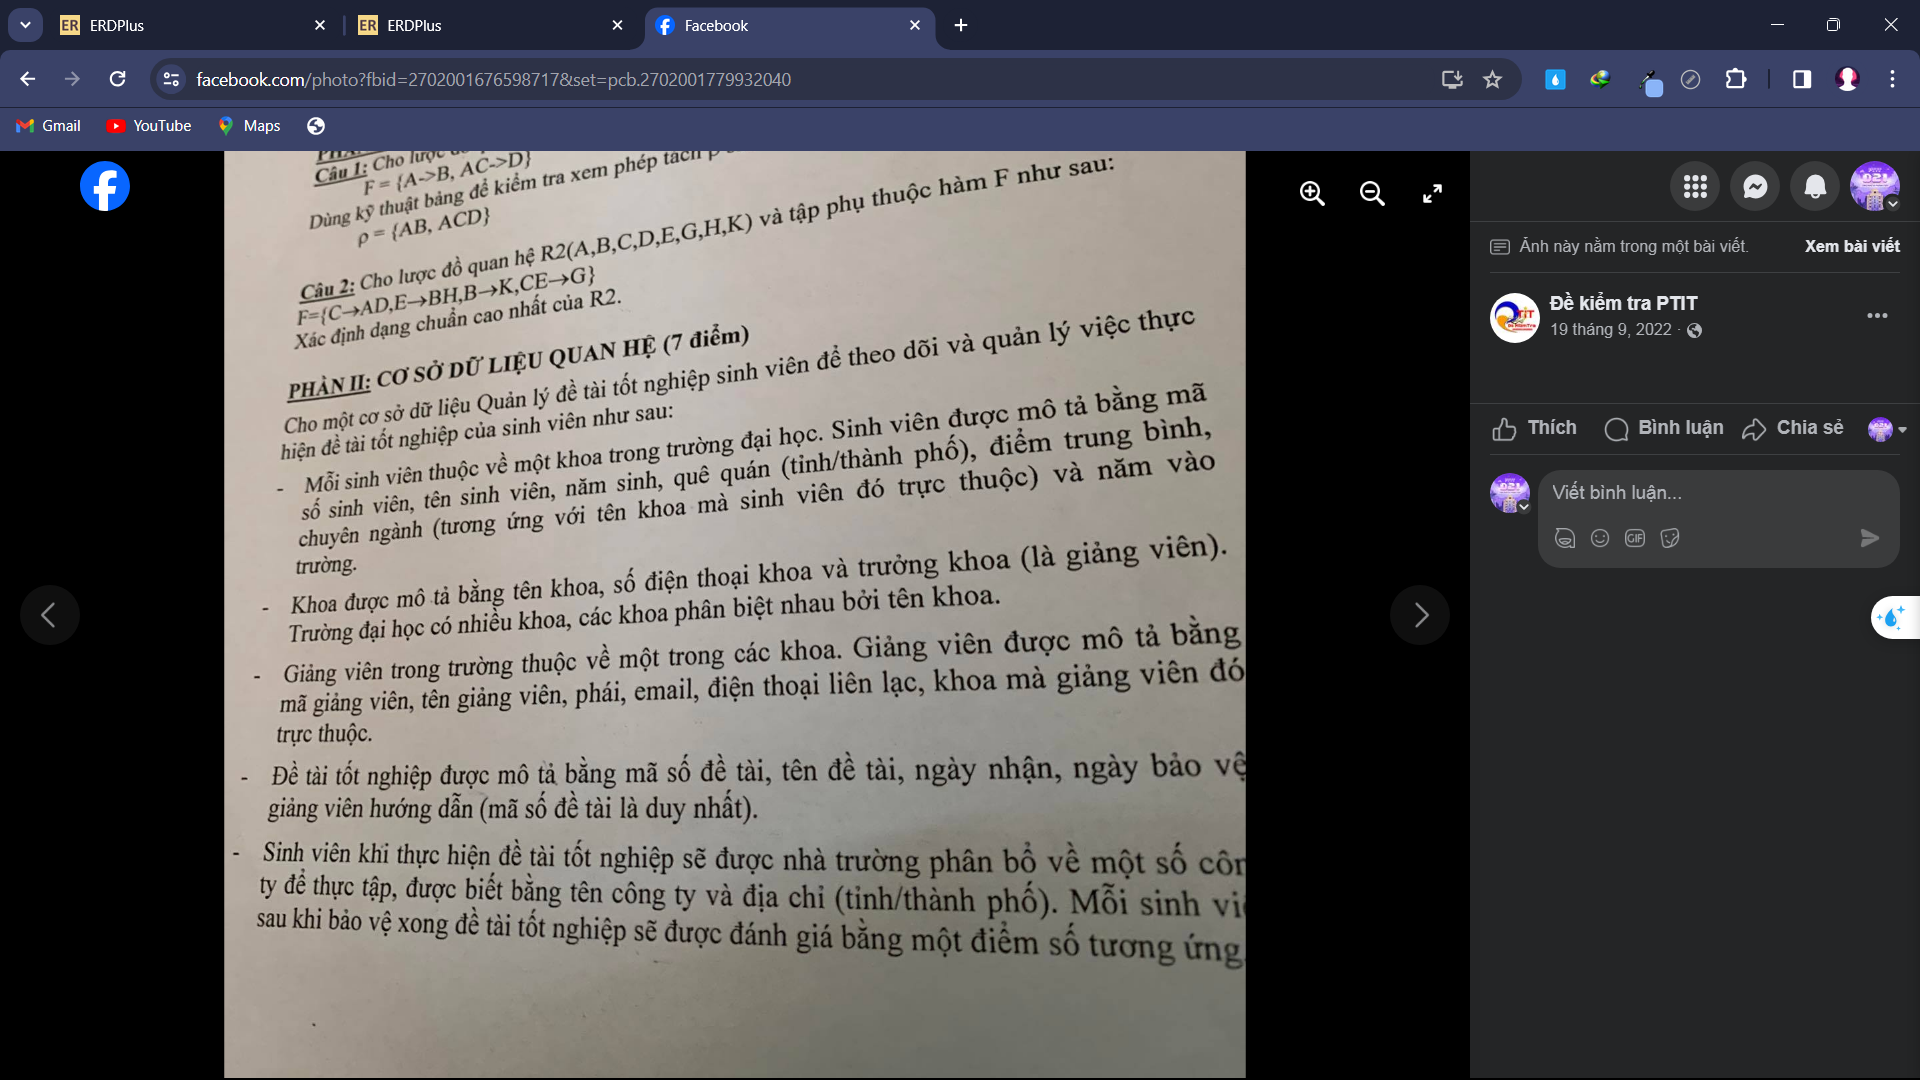 ER ERDPlus
ER ERDPlus
Facebook
facebook.com/photo?fbid=2702001676598717&set=pcb.2702001779932040
Gmail
YouTube
Maps
Câu 1: Cho lược
F = {A->B, AC->D}
Dùng kỹ thuật bảng để kiểm tra xem phép tách ρ
ρ = {AB, ACD}
Câu 2: Cho lược đồ quan hệ R2(A,B,C,D,E,G,H,K) và tập phụ thuộc hàm F như sau:
F={C→AD,E→BH,B→K,CE→G}
Xác định dạng chuẩn cao nhất của R2.
PHẦN II: CƠ SỞ DỮ LIỆU QUAN HỆ (7 điểm)
Cho một cơ sở dữ liệu Quản lý đề tài tốt nghiệp sinh viên để theo dõi và quản lý việc thực
hiện đề tài tốt nghiệp của sinh viên như sau:
- Mỗi sinh viên thuộc về một khoa trong trường đại học. Sinh viên được mô tả bằng mã
số sinh viên, tên sinh viên, năm sinh, quê quán (tỉnh/thành phố), điểm trung bình,
chuyên ngành (tương ứng với tên khoa mà sinh viên đó trực thuộc) và năm vào
trường.
- Khoa được mô tả bằng tên khoa, số điện thoại khoa và trưởng khoa (là giảng viên).
Trường đại học có nhiều khoa, các khoa phân biệt nhau bởi tên khoa.
- Giảng viên trong trường thuộc về một trong các khoa. Giảng viên được mô tả bằng
mã giảng viên, tên giảng viên, phái, email, điện thoại liên lạc, khoa mà giảng viên đó
trực thuộc.
- Đề tài tốt nghiệp được mô tả bằng mã số đề tài, tên đề tài, ngày nhận, ngày bảo vệ
giảng viên hướng dẫn (mã số đề tài là duy nhất).
- Sinh viên khi thực hiện đề tài tốt nghiệp sẽ được nhà trường phân bổ về một số côn
ty để thực tập, được biết bằng tên công ty và địa chỉ (tỉnh/thành phố). Mỗi sinh vi
sau khi bảo vệ xong đề tài tốt nghiệp sẽ được đánh giá bằng một điểm số tương ứng.
Ảnh này nằm trong một bài viết.
Xem bài viết
Đề kiểm tra PTIT
19 tháng 9, 2022 ·
Thích
Bình luận
Chia sẻ
Viết bình luận...
GIF